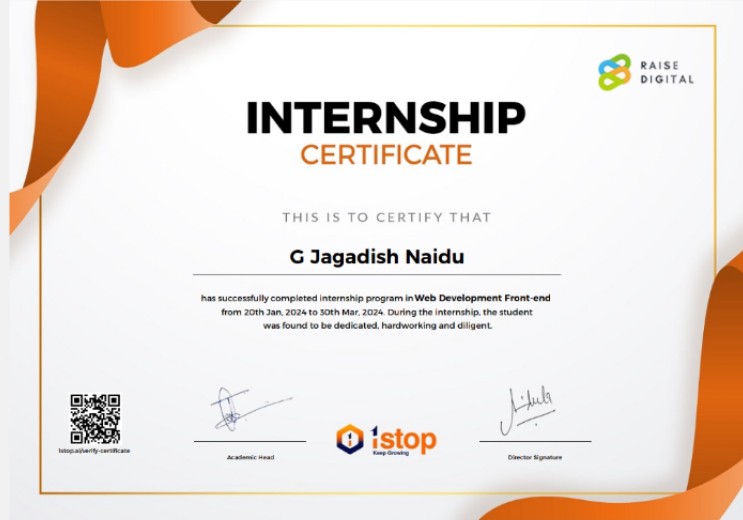 RAISE
DIGITAL
INTERNSHIP
CERTIFICATE
THIS IS TO CERTIFY THAT
G Jagadish Naidu
has successfully completed internship program in Web Development Front-end
from 20th Jan, 2024 to 30th Mar, 2024. During the internship, the student
was found to be dedicated, hardworking and diligent.
1stop.ai/verify-certificate
Academic Head
1stop
Keep Growing
Director Signature